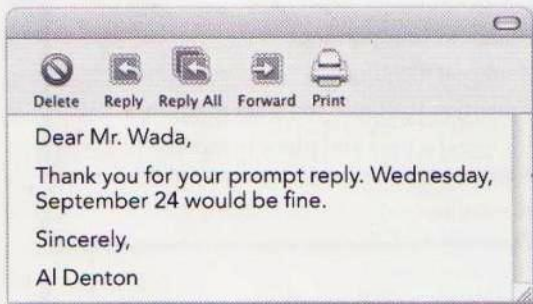 Delete Reply Reply All Forward Print
Dear Mr. Wada,
Thank you for your prompt reply. Wednesday,
September 24 would be fine.
Sincerely,
Al Denton